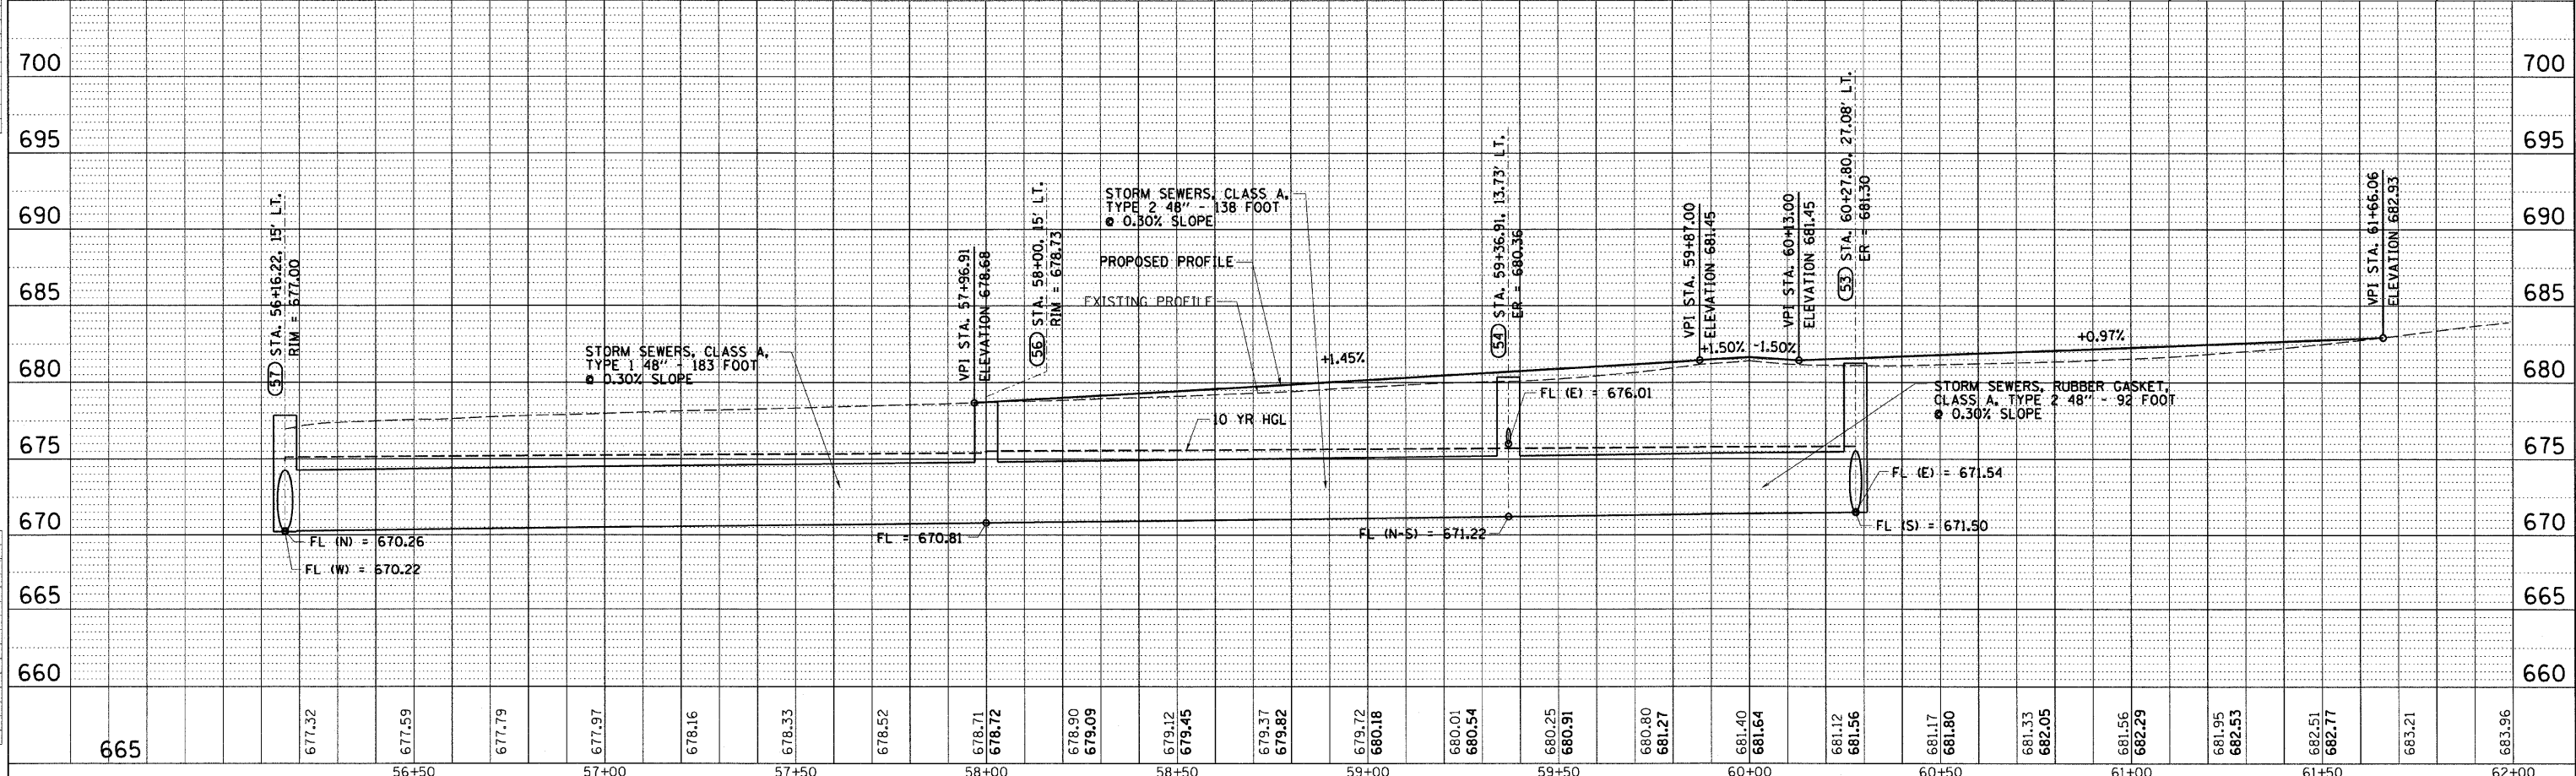 700
700
695
695
690
690
685
685
680
680
675
675
670
670
665
665
660
660
665
57 STA. 56+16.22, 15' LT.
RIM = 677.00
STORM SEWERS, CLASS A,
TYPE 1 48" - 183 FOOT
@ 0.30% SLOPE
VPI STA. 57+96.91
ELEVATION 678.68
56 STA. 58+00, 15' LT.
RIM = 678.73
STORM SEWERS, CLASS A,
TYPE 2 48" - 138 FOOT
@ 0.30% SLOPE
PROPOSED PROFILE
EXISTING PROFILE
+1.45%
10 YR HGL
54 STA. 59+36.91, 13.73' LT.
ER = 680.36
FL (E) = 676.01
VPI STA. 59+87.00
ELEVATION 681.45
+1.50%
-1.50%
VPI STA. 60+13.00
ELEVATION 681.45
53 STA. 60+27.80, 27.08' LT.
ER = 681.30
+0.97%
VPI STA. 61+66.06
ELEVATION 682.93
STORM SEWERS, RUBBER GASKET,
CLASS A, TYPE 2 48" - 92 FOOT
@ 0.30% SLOPE
FL (E) = 671.54
FL (S) = 671.50
FL (N) = 670.26
FL (W) = 670.22
FL = 670.81
FL (N-S) = 671.22
677.32
677.59
677.79
677.97
678.16
678.33
678.52
678.71
678.72
678.90
679.09
679.12
679.45
679.37
679.82
679.72
680.18
680.01
680.54
680.25
680.91
680.80
681.27
681.40
681.64
681.12
681.56
681.17
681.80
681.33
682.05
681.56
682.29
681.95
682.53
682.51
682.77
683.21
683.96
56+50
57+00
57+50
58+00
58+50
59+00
59+50
60+00
60+50
61+00
61+50
62+00